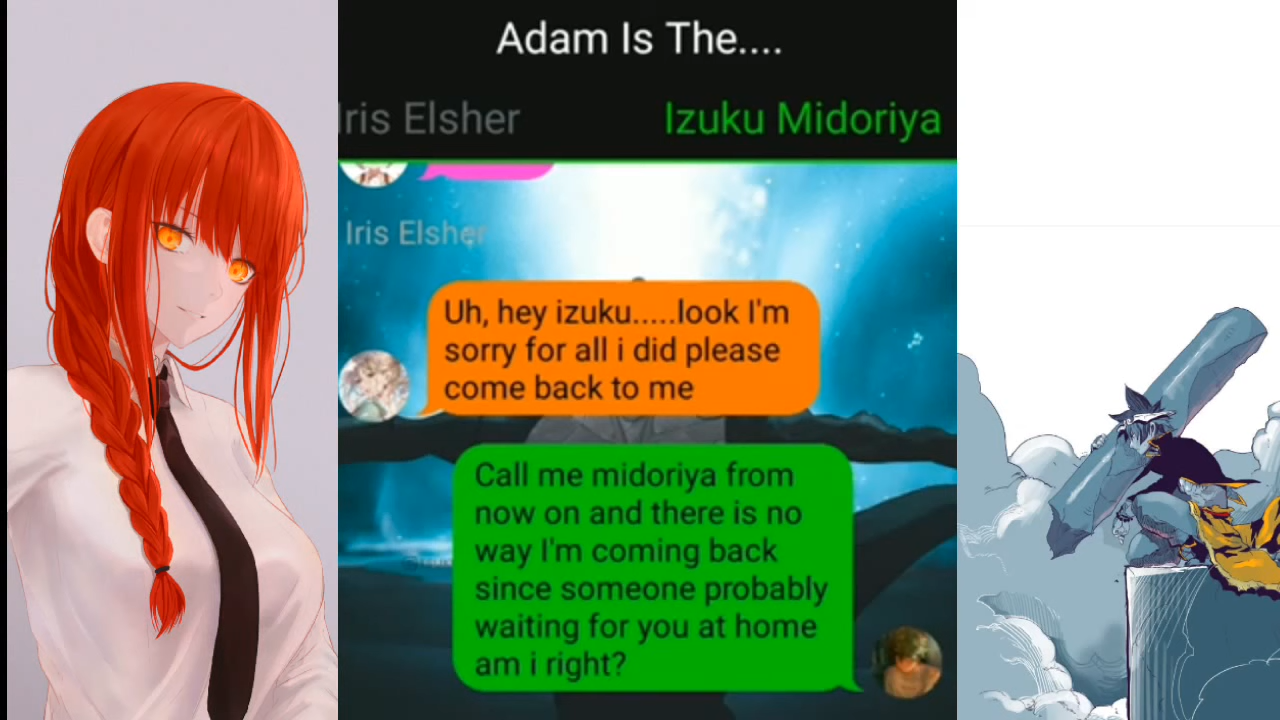 Adam Is The....
Iris Elsher Izuku Midoriya
Iris Elsher
Uh, hey izuku.....look I'm
sorry for all i did please
come back to me
Call me midoriya from
now on and there is no
way I'm coming back
since someone probably
waiting for you at home
am i right?